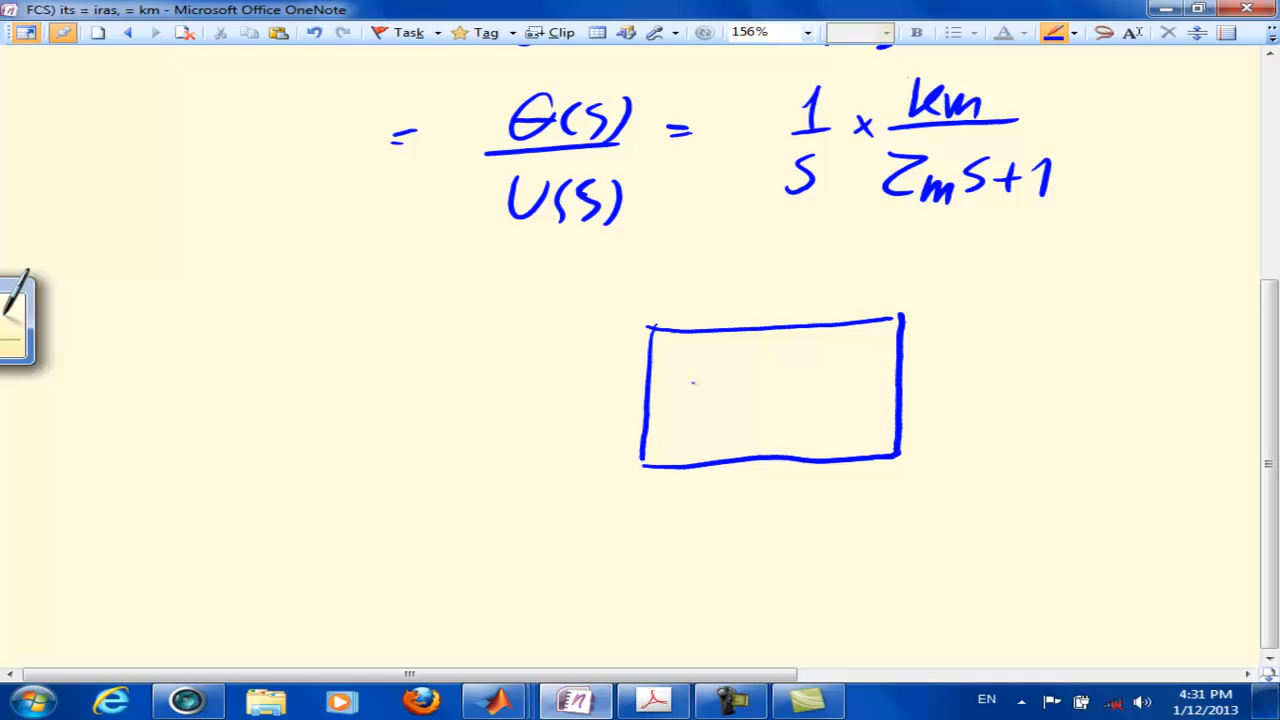 FCS) its = iras, = km - Microsoft Office OneNote
Task Tag Clip 156% B A
= θ(s)/U(s) = 1/s × km/(τm s+1)
EN 4:31 PM
1/12/2013